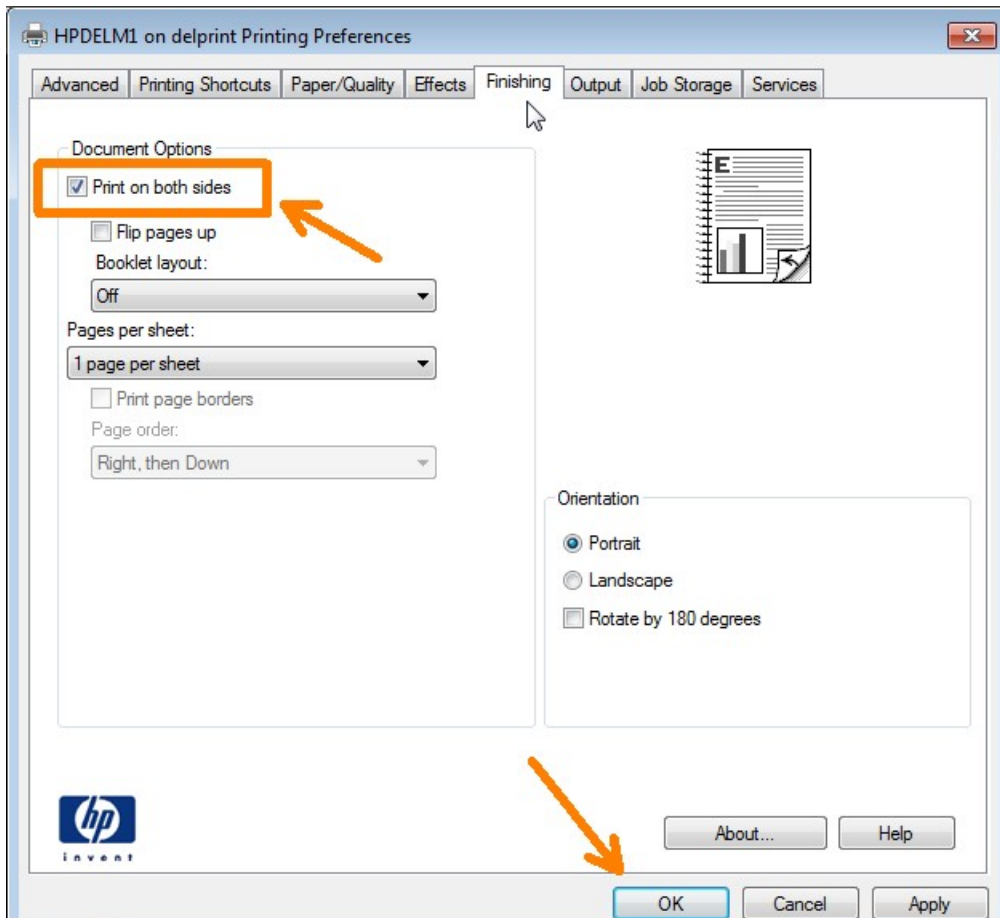 HPDELM1 on delprint Printing Preferences
Advanced Printing Shortcuts Paper/Quality Effects Finishing Output Job Storage Services
Document Options
Print on both sides
Flip pages up
Booklet layout:
Off
Pages per sheet:
1 page per sheet
Print page borders
Page order:
Right, then Down
E
Orientation
Portrait
Landscape
Rotate by 180 degrees
hp
invent
About... Help
OK Cancel Apply